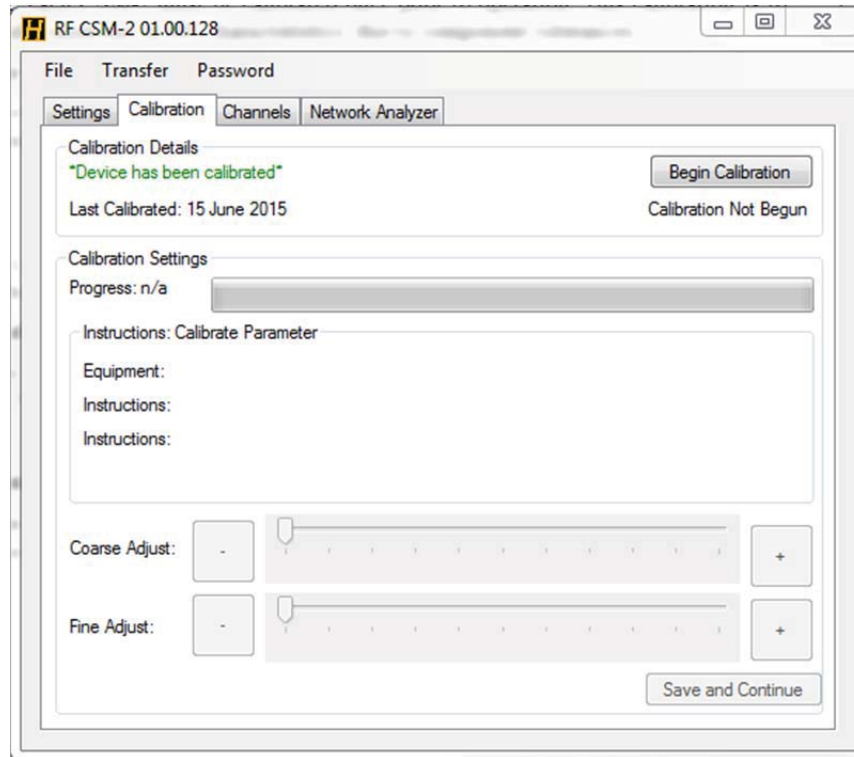 RF CSM-2 01.00.128
File Transfer Password
Settings Calibration Channels Network Analyzer
Calibration Details
*Device has been calibrated*
Begin Calibration
Last Calibrated: 15 June 2015
Calibration Not Begun
Calibration Settings
Progress: n/a
Instructions: Calibrate Parameter
Equipment:
Instructions:
Instructions:
Coarse Adjust: - +
Fine Adjust: - +
Save and Continue